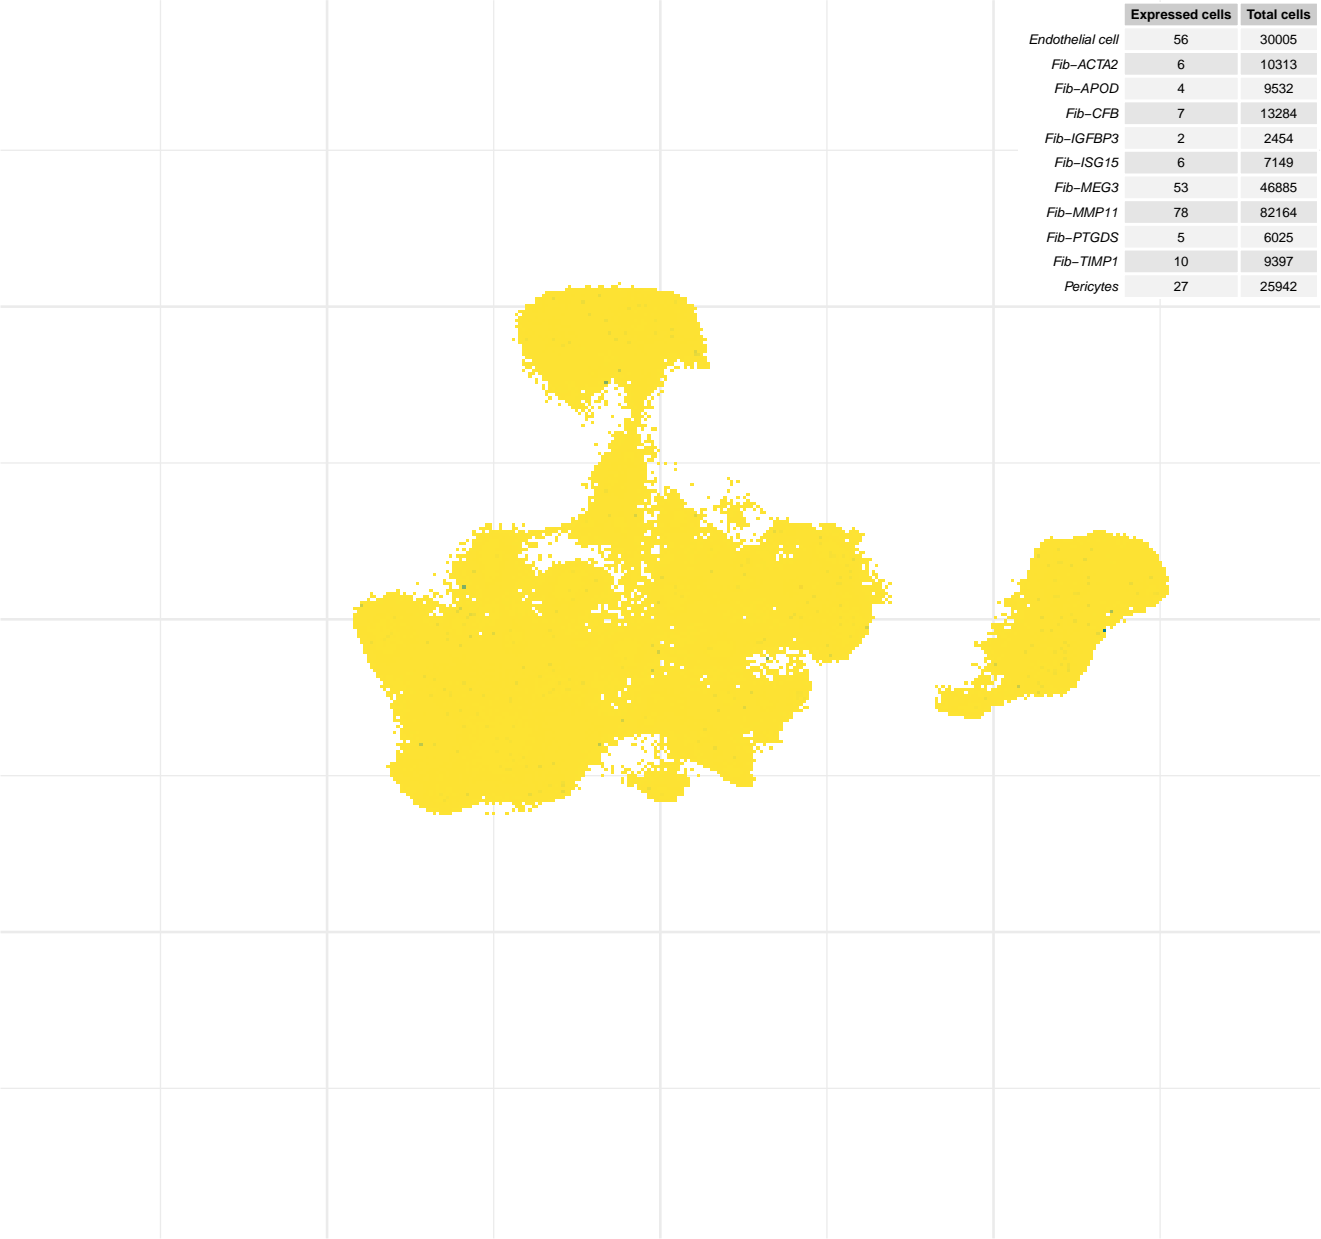 Expressed cells Total cells
Endothelial cell 56 30005
Fib−ACTA2 6 10313
Fib−APOD 4 9532
Fib−CFB 7 13284
Fib−IGFBP3 2 2454
Fib−ISG15 6 7149
Fib−MEG3 53 46885
Fib−MMP11 78 82164
Fib−PTGDS 5 6025
Fib−TIMP1 10 9397
Pericytes 27 25942